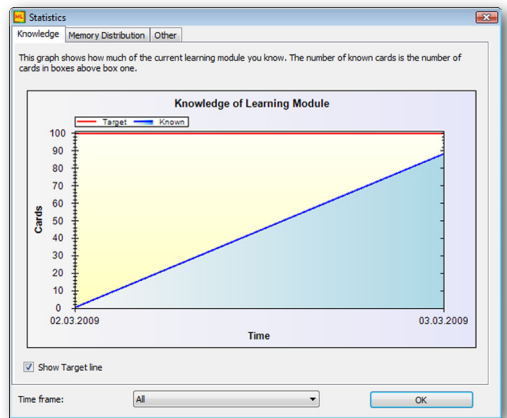 Statistics
Knowledge Memory Distribution Other
This graph shows how much of the current learning module you know. The number of known cards is the number of
cards in boxes above box one.
Knowledge of Learning Module
Target Known
100
90
80
70
60
50
40
30
20
10
0
Cards
02.03.2009 03.03.2009
Time
Show Target line
Time frame: All OK